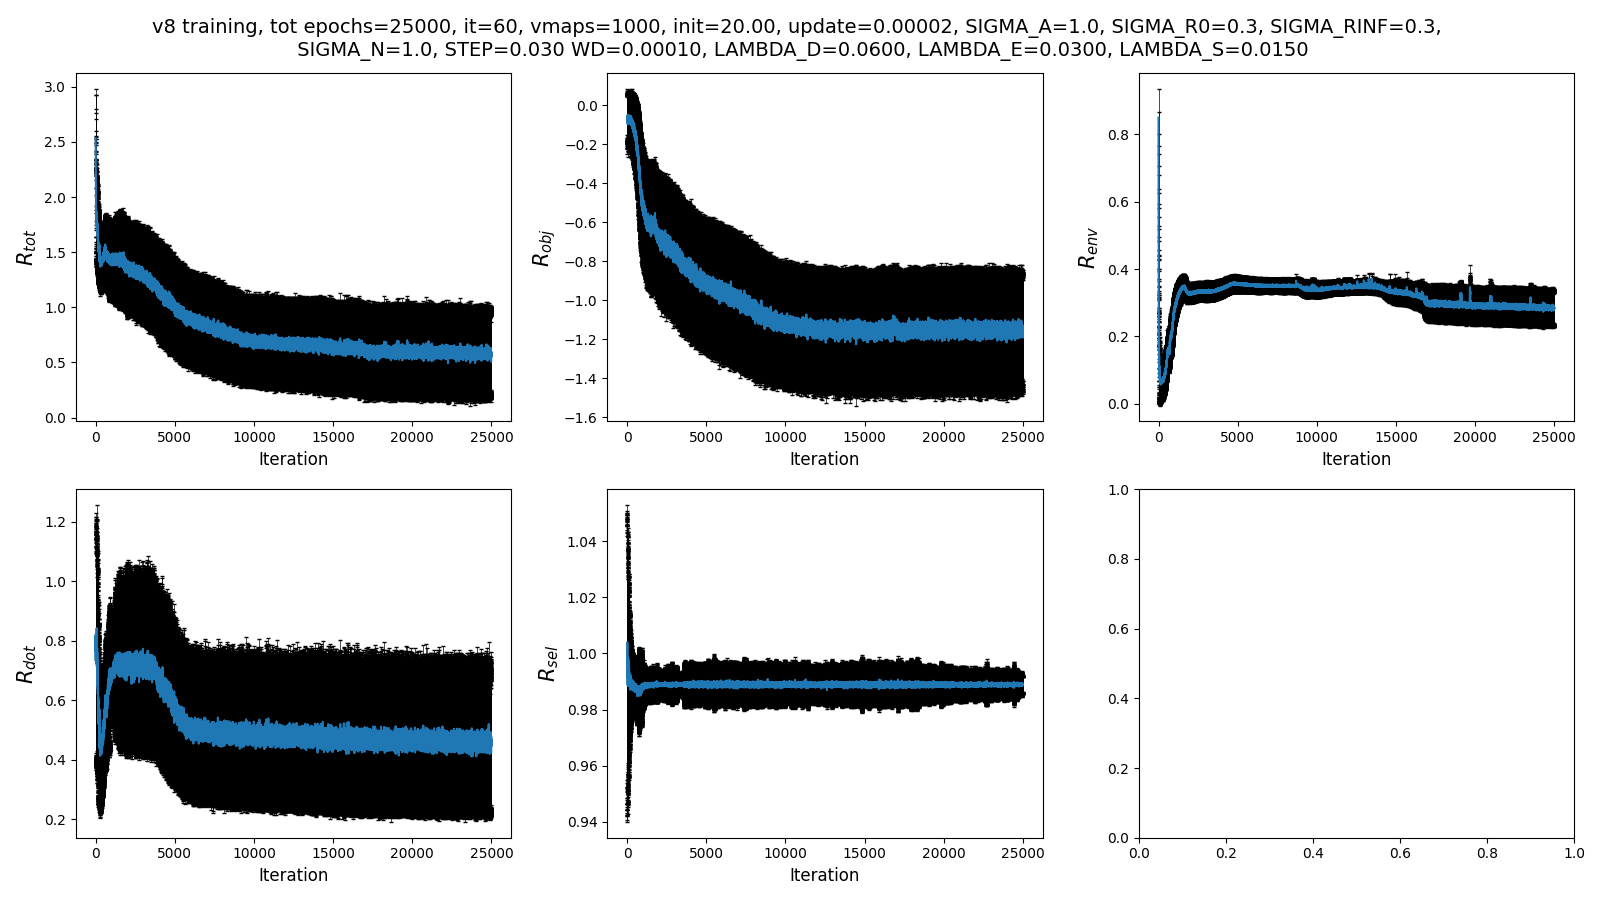 v8 training, tot epochs=25000, it=60, vmaps=1000, init=20.00, update=0.00002, SIGMA_A=1.0, SIGMA_R0=0.3, SIGMA_RINF=0.3,
SIGMA_N=1.0, STEP=0.030 WD=0.00010, LAMBDA_D=0.0600, LAMBDA_E=0.0300, LAMBDA_S=0.0150
R_tot
3.0
2.5
2.0
1.5
1.0
0.5
0.0
0 5000 10000 15000 20000 25000
Iteration
R_obj
0.0
−0.2
−0.4
−0.6
−0.8
−1.0
−1.2
−1.4
−1.6
0 5000 10000 15000 20000 25000
Iteration
R_env
0.8
0.6
0.4
0.2
0.0
0 5000 10000 15000 20000 25000
Iteration
R_dot
1.2
1.0
0.8
0.6
0.4
0.2
0 5000 10000 15000 20000 25000
Iteration
R_sel
1.04
1.02
1.00
0.98
0.96
0.94
0 5000 10000 15000 20000 25000
Iteration
1.0
0.8
0.6
0.4
0.2
0.0
0.0 0.2 0.4 0.6 0.8 1.0